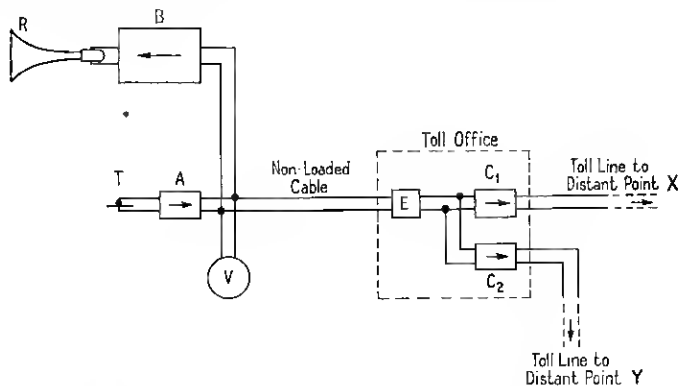 R
B
Toll Office
T
A
Non-Loaded
Cable
E
C₁
Toll Line to
Distant Point X
V
C₂
Toll Line to
Distant Point Y